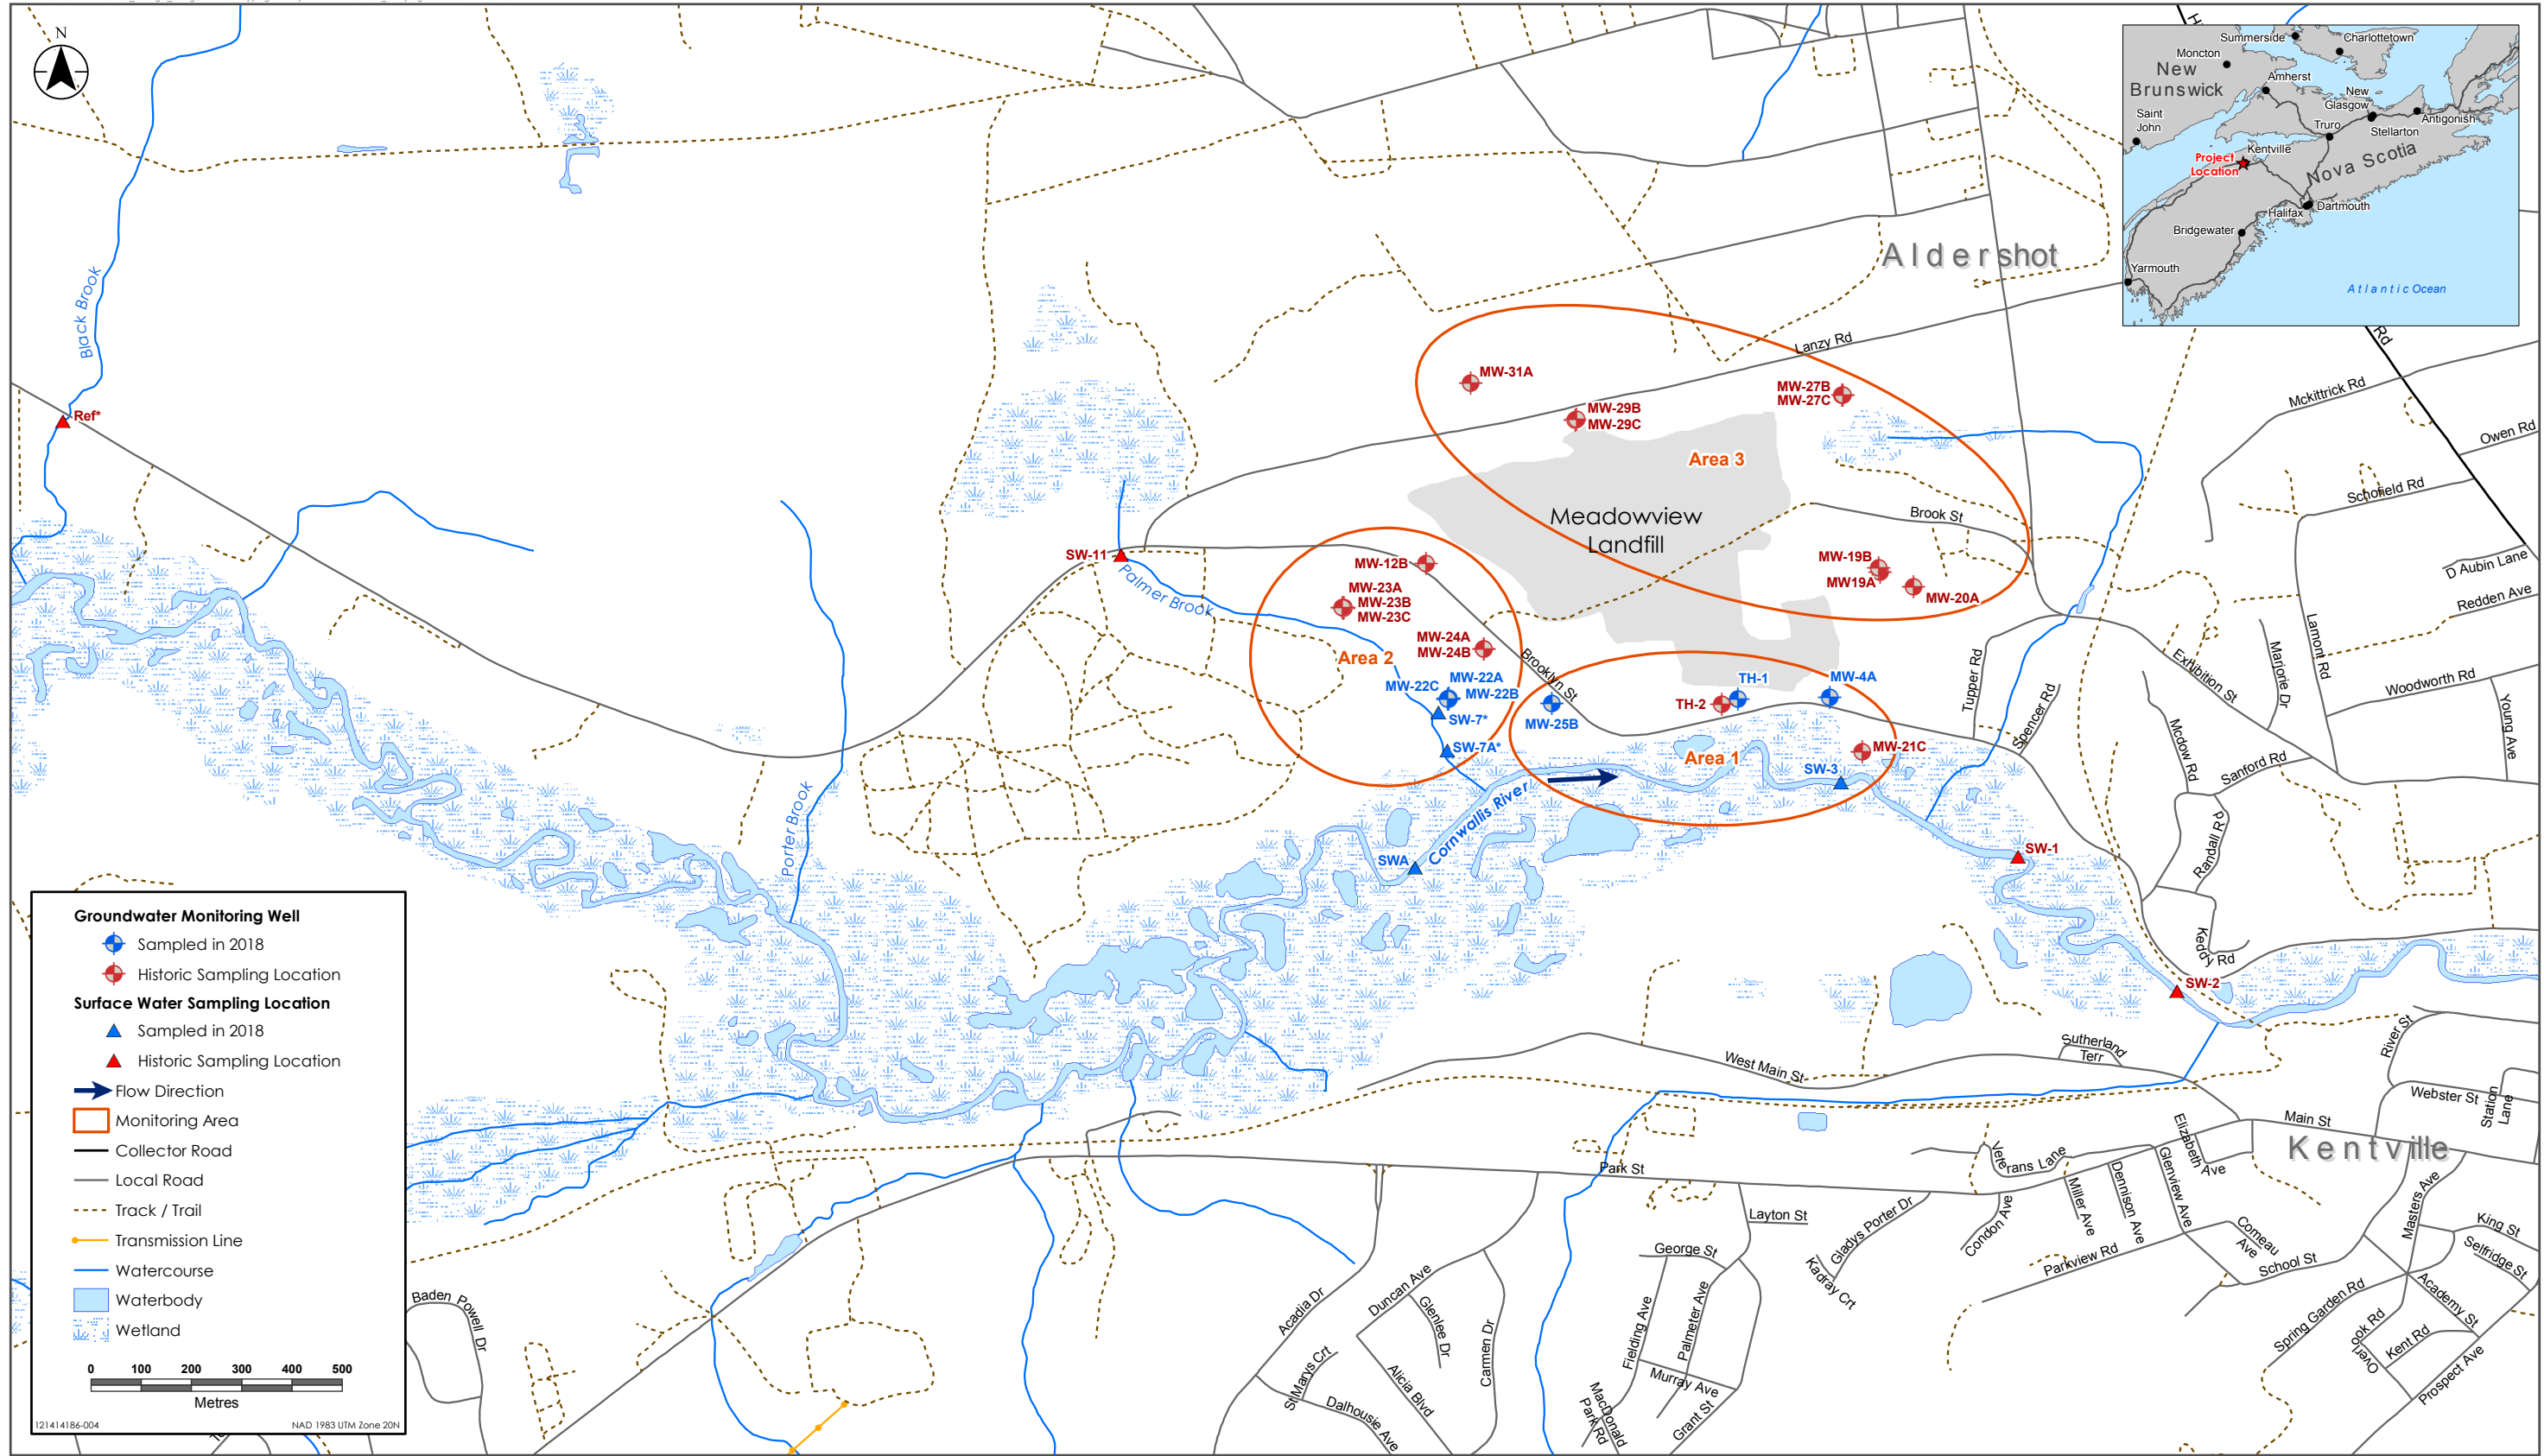 N
Black Brook
Ref*
Aldershot
Lanzy Rd
MW-31A
MW-29B
MW-29C
MW-27B
MW-27C
Area 3
Meadowview
Landfill
Brook St
MW-19B
MW19A
MW-20A
SW-11
Palmer Brook
MW-12B
MW-23A
MW-23B
MW-23C
MW-24A
MW-24B
Area 2
Brooklyn St
MW-22A
MW-22C
MW-22B
SW-7*
SW-7A*
MW-25B
TH-1
TH-2
MW-4A
MW-21C
Area 1
SW-3
SWA
Cornwallis River
SW-1
SW-2
Porter Brook
Tupper Rd
Spencer Rd
Exhibition St
Marjorie Dr
Lamont Rd
Mckittrick Rd
Owen Rd
Schofield Rd
D Aubin Lane
Redden Ave
Woodworth Rd
Young Ave
Mcdow Rd
Sanford Rd
Randall Rd
Keddy Rd
Rd
River St
Sutherland
Terr
West Main St
Webster St
Station
Lane
Main St
Kentville
Elizabeth
Ave
Veterans Lane
Park St
Miller Ave
Dennison Ave
Glenview Ave
Comeau
Ave
School St
Masters Ave
King St
Selfridge St
Academy St
Spring Garden Rd
Overlook Rd
Kent Rd
Prospect Ave
Parkview Rd
Condon Ave
Gladys Porter Dr
Kadray Crt
Layton St
George St
Fielding Ave
Palmeter Ave
Murray Ave
Grant St
MacDonald
Park Rd
Acadia Dr
Duncan Ave
Glenlee Dr
Carmen Dr
Alicia Blvd
St Marys Crt
Dalhousie Ave
Baden Powell Dr
Summerside
Charlottetown
Moncton
New
Brunswick
Amherst
New
Glasgow
Saint
John
Truro
Antigonish
Stellarton
Kentville
Project
Location
Nova Scotia
Halifax
Dartmouth
Bridgewater
Yarmouth
Atlantic Ocean
Groundwater Monitoring Well
Sampled in 2018
Historic Sampling Location
Surface Water Sampling Location
Sampled in 2018
Historic Sampling Location
Flow Direction
Monitoring Area
Collector Road
Local Road
Track / Trail
Transmission Line
Watercourse
Waterbody
Wetland
0 100 200 300 400 500
Metres
121414186-004 NAD 1983 UTM Zone 20N